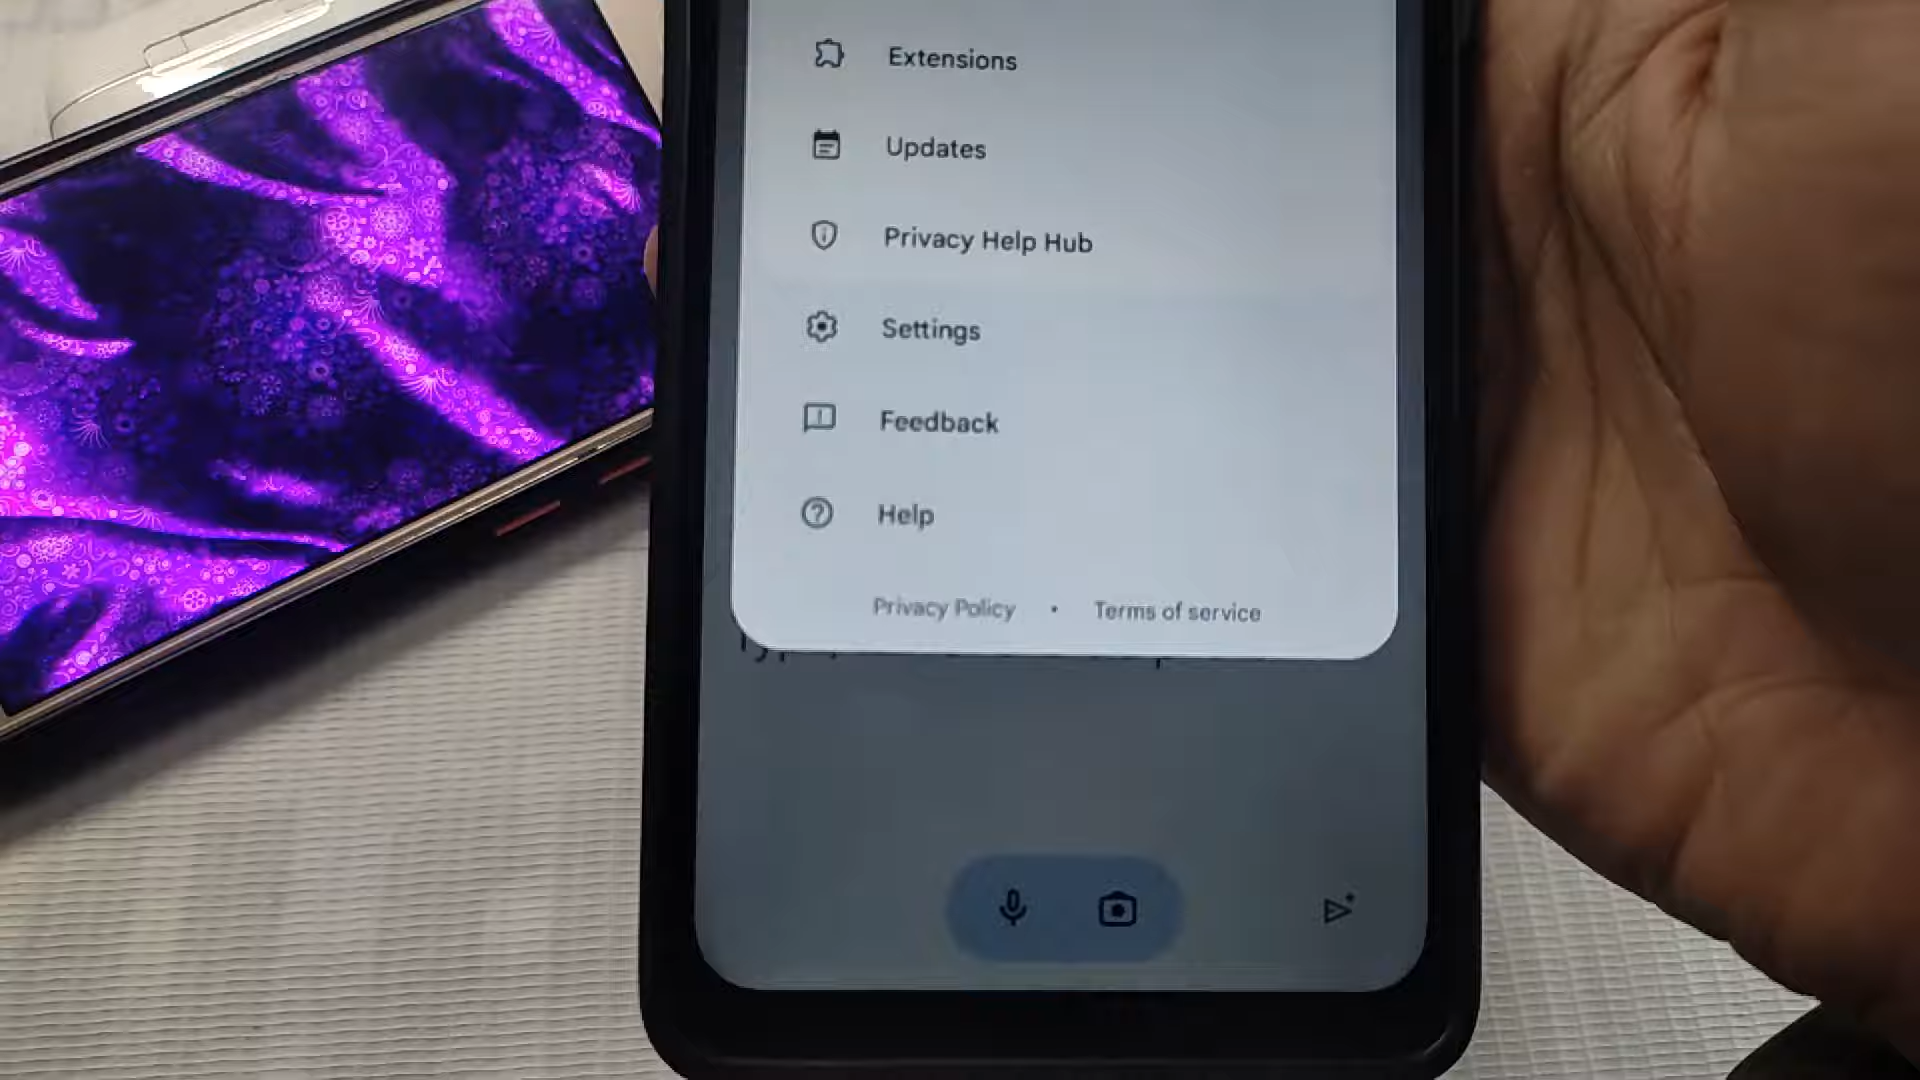 Extensions
Updates
Privacy Help Hub
Settings
Feedback
Help
Privacy Policy • Terms of service